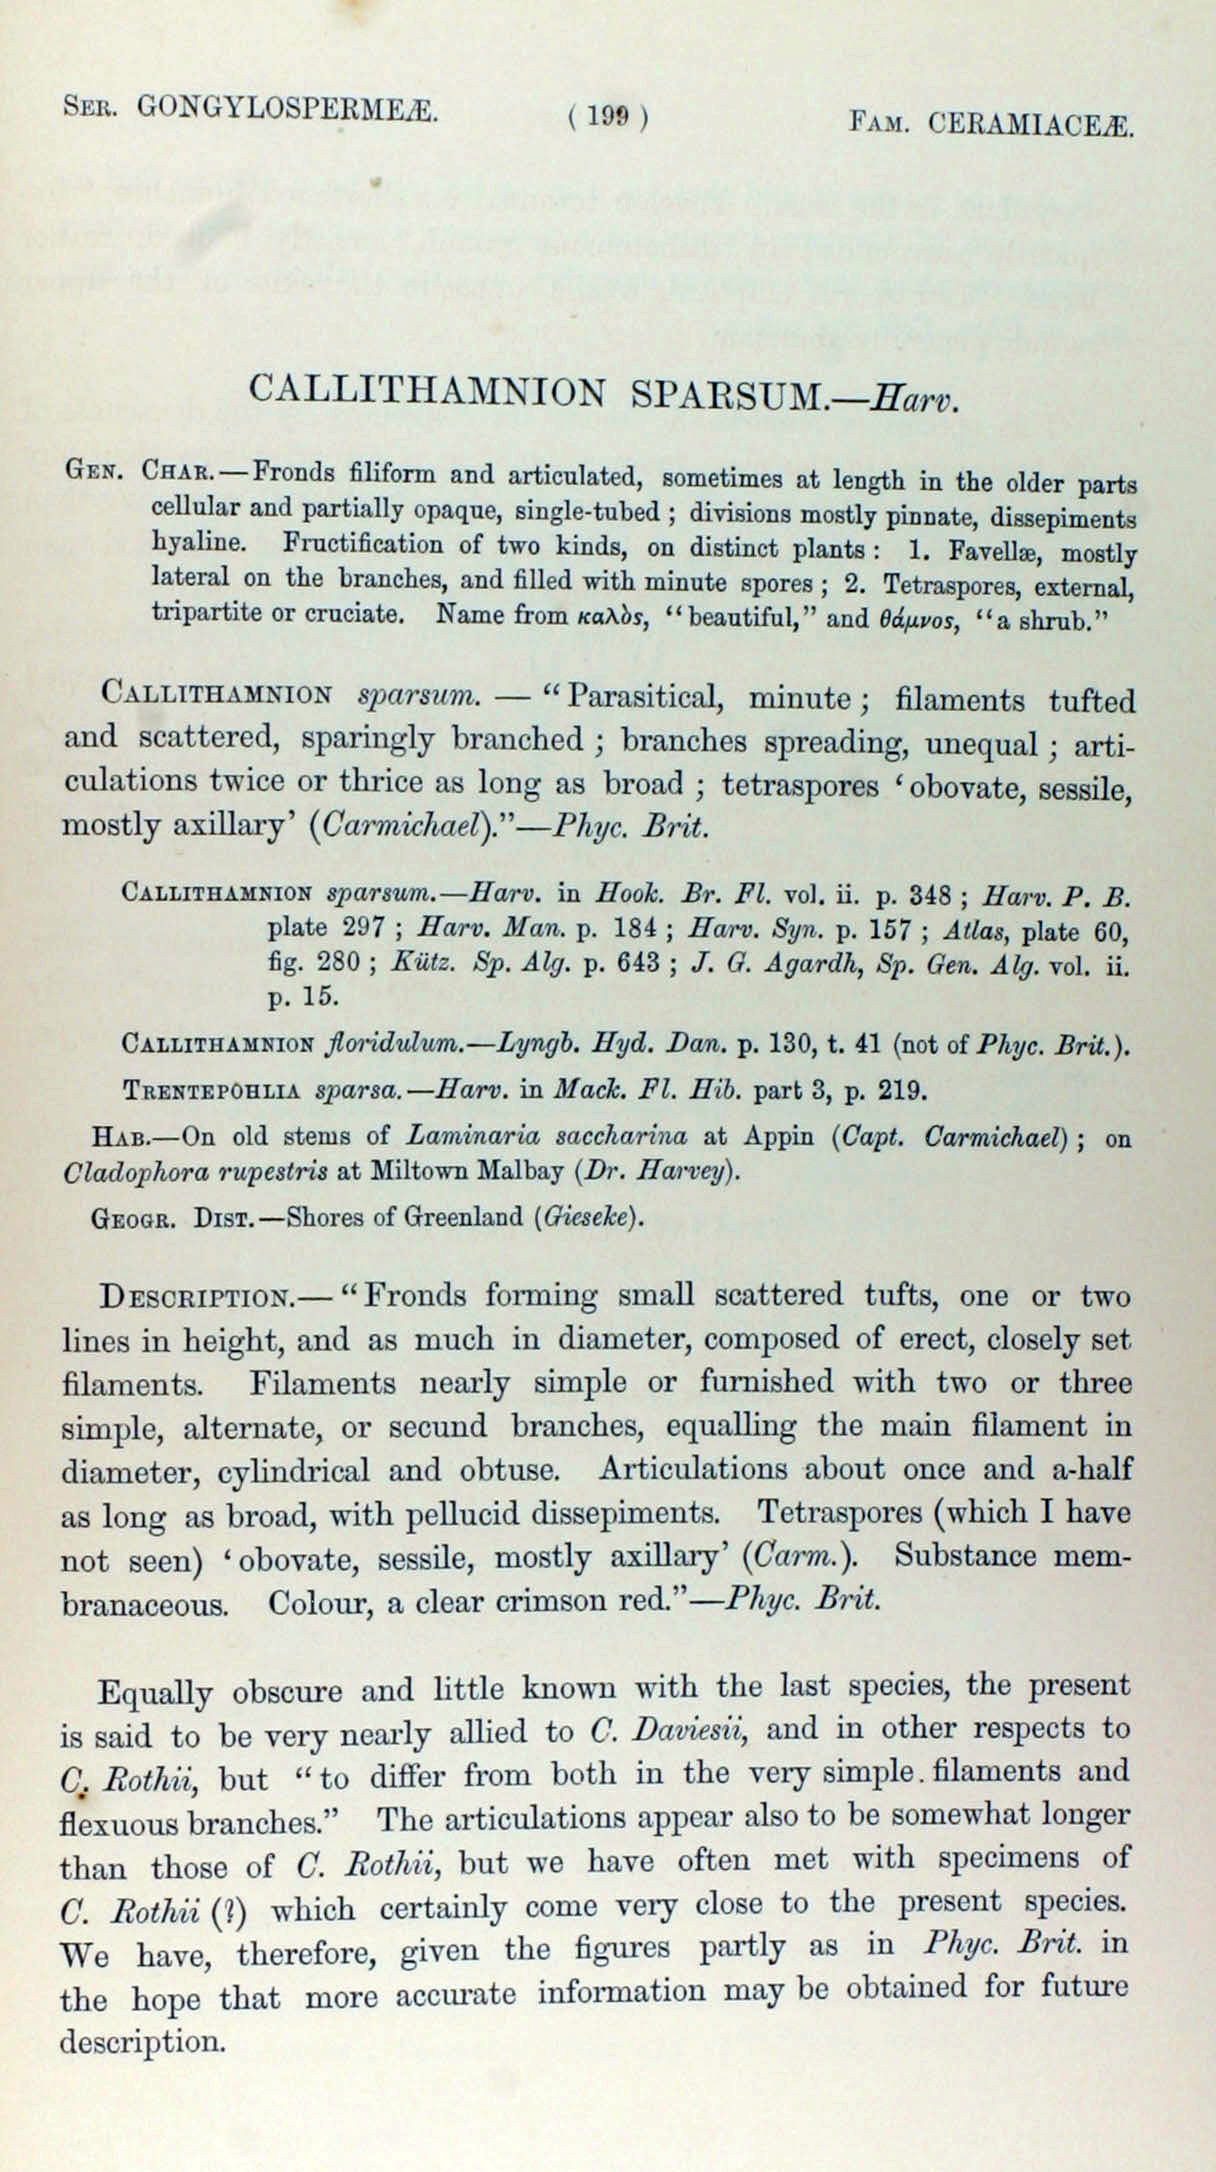 Ser. GONGYLOSPERMEÆ. ( 199 ) Fam. CERAMIACEÆ.
CALLITHAMNION SPARSUM.—Harv.
Gen. Char.—Fronds filiform and articulated, sometimes at length in the older parts
cellular and partially opaque, single-tubed ; divisions mostly pinnate, dissepiments
hyaline. Fructification of two kinds, on distinct plants : 1. Favellæ, mostly
lateral on the branches, and filled with minute spores ; 2. Tetraspores, external,
tripartite or cruciate. Name from καλὸς, “beautiful,” and θάμνος, “a shrub.”
Callithamnion sparsum. — “Parasitical, minute ; filaments tufted
and scattered, sparingly branched ; branches spreading, unequal ; arti-
culations twice or thrice as long as broad ; tetraspores ‘obovate, sessile,
mostly axillary’ (Carmichael).”—Phyc. Brit.
Callithamnion sparsum.—Harv. in Hook. Br. Fl. vol. ii. p. 348 ; Harv. P. B.
plate 297 ; Harv. Man. p. 184 ; Harv. Syn. p. 157 ; Atlas, plate 60,
fig. 280 ; Kütz. Sp. Alg. p. 643 ; J. G. Agardh, Sp. Gen. Alg. vol. ii.
p. 15.
Callithamnion floridulum.—Lyngb. Hyd. Dan. p. 130, t. 41 (not of Phyc. Brit.).
Trentepohlia sparsa.—Harv. in Mack. Fl. Hib. part 3, p. 219.
Hab.—On old stems of Laminaria saccharina at Appin (Capt. Carmichael) ; on
Cladophora rupestris at Miltown Malbay (Dr. Harvey).
Geogr. Dist.—Shores of Greenland (Gieseke).
Description.—“Fronds forming small scattered tufts, one or two
lines in height, and as much in diameter, composed of erect, closely set
filaments. Filaments nearly simple or furnished with two or three
simple, alternate, or secund branches, equalling the main filament in
diameter, cylindrical and obtuse. Articulations about once and a-half
as long as broad, with pellucid dissepiments. Tetraspores (which I have
not seen) ‘obovate, sessile, mostly axillary’ (Carm.). Substance mem-
branaceous. Colour, a clear crimson red.”—Phyc. Brit.
Equally obscure and little known with the last species, the present
is said to be very nearly allied to C. Daviesii, and in other respects to
C. Rothii, but “to differ from both in the very simple filaments and
flexuous branches.” The articulations appear also to be somewhat longer
than those of C. Rothii, but we have often met with specimens of
C. Rothii (?) which certainly come very close to the present species.
We have, therefore, given the figures partly as in Phyc. Brit. in
the hope that more accurate information may be obtained for future
description.